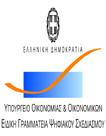 ΕΛΛΗΝΙΚΗ ΔΗΜΟΚΡΑΤΙΑ
ΥΠΟΥΡΓΕΙΟ ΟΙΚΟΝΟΜΙΑΣ & ΟΙΚΟΝΟΜΙΚΩΝ
ΕΙΔΙΚΗ ΓΡΑΜΜΑΤΕΙΑ ΨΗΦΙΑΚΟΥ ΣΧΕΔΙΑΣΜΟΥ